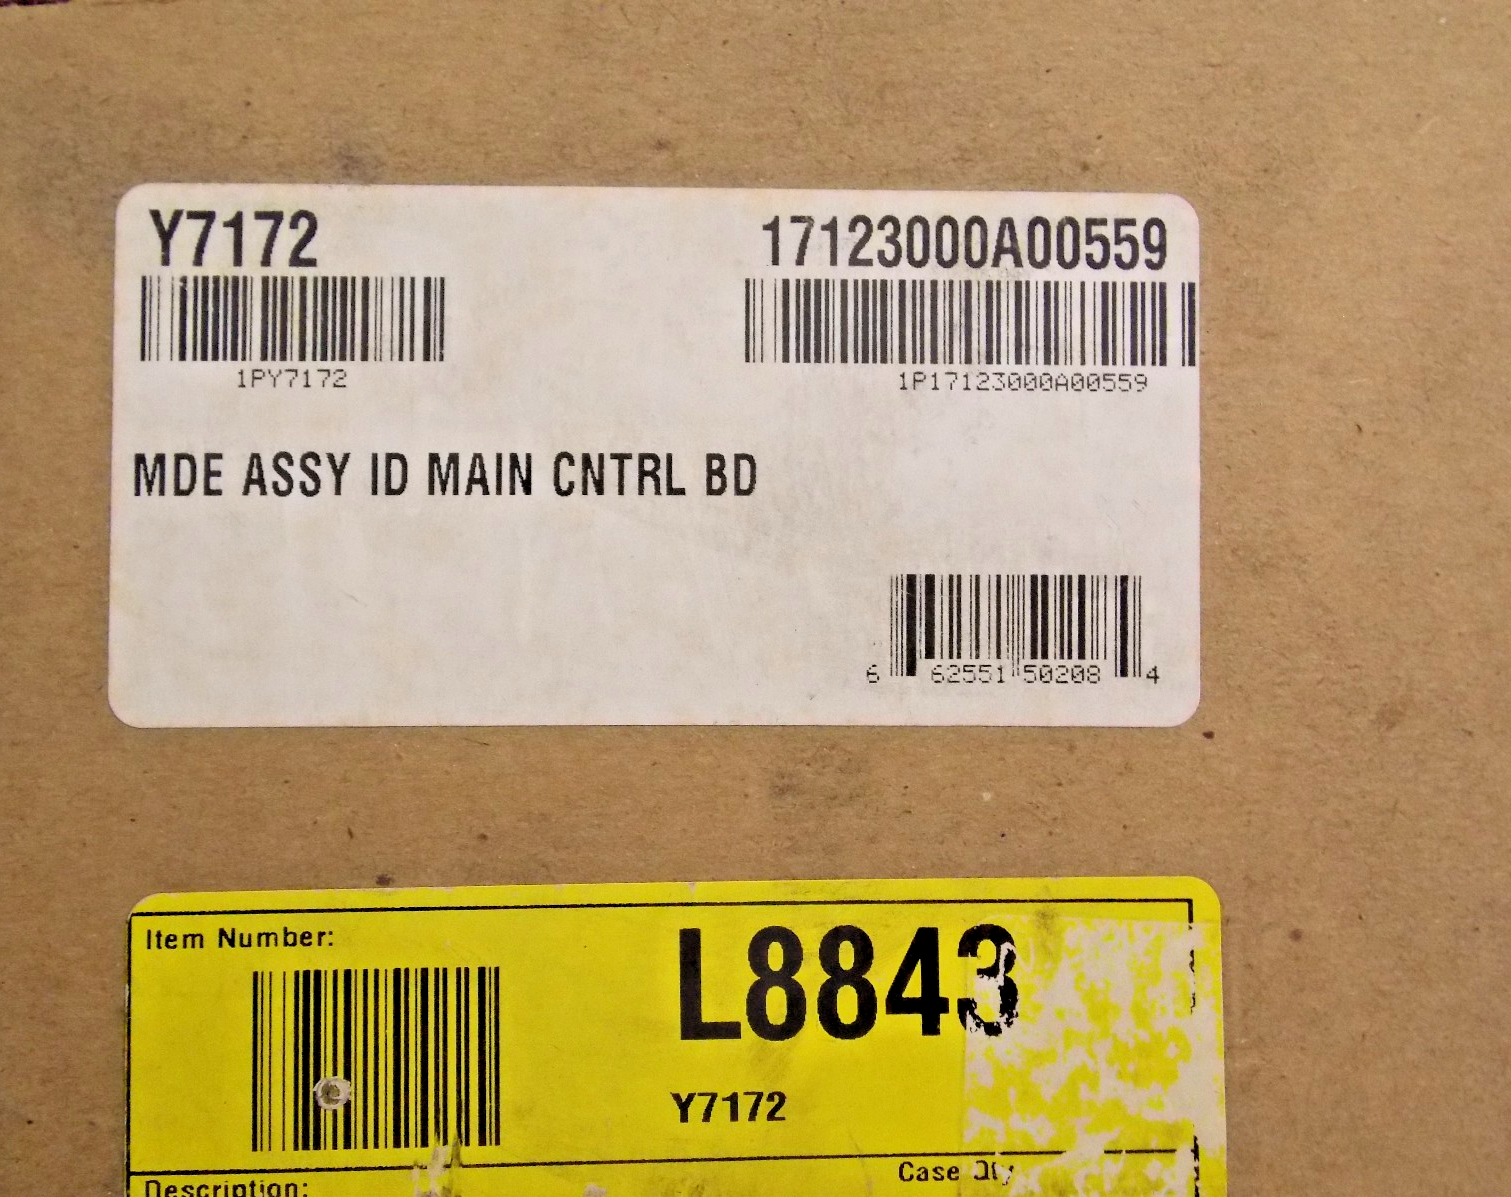 Y7172 17123000A00559
1PY7172 1P17123000A00559
MDE ASSY ID MAIN CNTRL BD
6 62551 50208 4
Item Number: L8843
Y7172
Case Qty
Description: